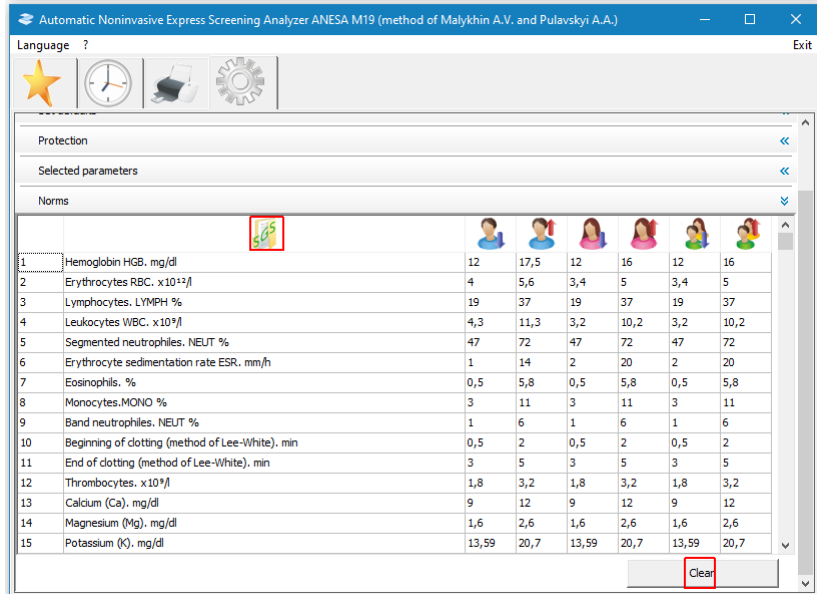 Automatic Noninvasive Express Screening Analyzer ANESA M19 (method of Malykhin A.V. and Pulavskyi A.A.)
Language ? Exit
Protection
Selected parameters
Norms
SGS
1 Hemoglobin HGB. mg/dl 12 17,5 12 16 12 16
2 Erythrocytes RBC. x10¹²/l 4 5,6 3,4 5 3,4 5
3 Lymphocytes. LYMPH % 19 37 19 37 19 37
4 Leukocytes WBC. x10⁹/l 4,3 11,3 3,2 10,2 3,2 10,2
5 Segmented neutrophiles. NEUT % 47 72 47 72 47 72
6 Erythrocyte sedimentation rate ESR. mm/h 1 14 2 20 2 20
7 Eosinophils. % 0,5 5,8 0,5 5,8 0,5 5,8
8 Monocytes.MONO % 3 11 3 11 3 11
9 Band neutrophiles. NEUT % 1 6 1 6 1 6
10 Beginning of clotting (method of Lee-White). min 0,5 2 0,5 2 0,5 2
11 End of clotting (method of Lee-White). min 3 5 3 5 3 5
12 Thrombocytes. x10⁹/l 1,8 3,2 1,8 3,2 1,8 3,2
13 Calcium (Ca). mg/dl 9 12 9 12 9 12
14 Magnesium (Mg). mg/dl 1,6 2,6 1,6 2,6 1,6 2,6
15 Potassium (K). mg/dl 13,59 20,7 13,59 20,7 13,59 20,7
Clear